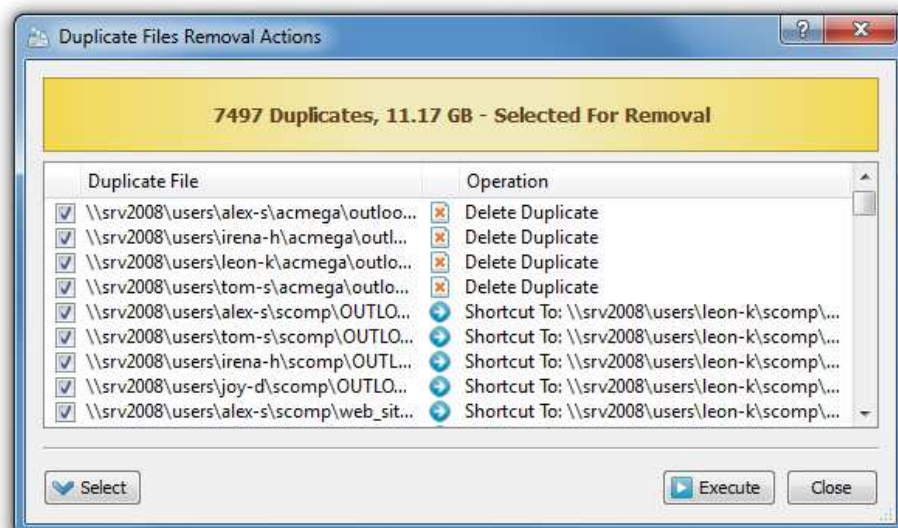 Duplicate Files Removal Actions
7497 Duplicates, 11.17 GB - Selected For Removal
Duplicate File Operation
\\srv2008\users\alex-s\acmega\outloo... Delete Duplicate
\\srv2008\users\irena-h\acmega\outl... Delete Duplicate
\\srv2008\users\leon-k\acmega\outlo... Delete Duplicate
\\srv2008\users\tom-s\acmega\outloo... Delete Duplicate
\\srv2008\users\alex-s\scomp\OUTLO... Shortcut To: \\srv2008\users\leon-k\scomp\...
\\srv2008\users\tom-s\scomp\OUTLO... Shortcut To: \\srv2008\users\leon-k\scomp\...
\\srv2008\users\irena-h\scomp\OUTL... Shortcut To: \\srv2008\users\leon-k\scomp\...
\\srv2008\users\joy-d\scomp\OUTLO... Shortcut To: \\srv2008\users\leon-k\scomp\...
\\srv2008\users\alex-s\scomp\web_sit... Shortcut To: \\srv2008\users\leon-k\scomp\...
Select Execute Close